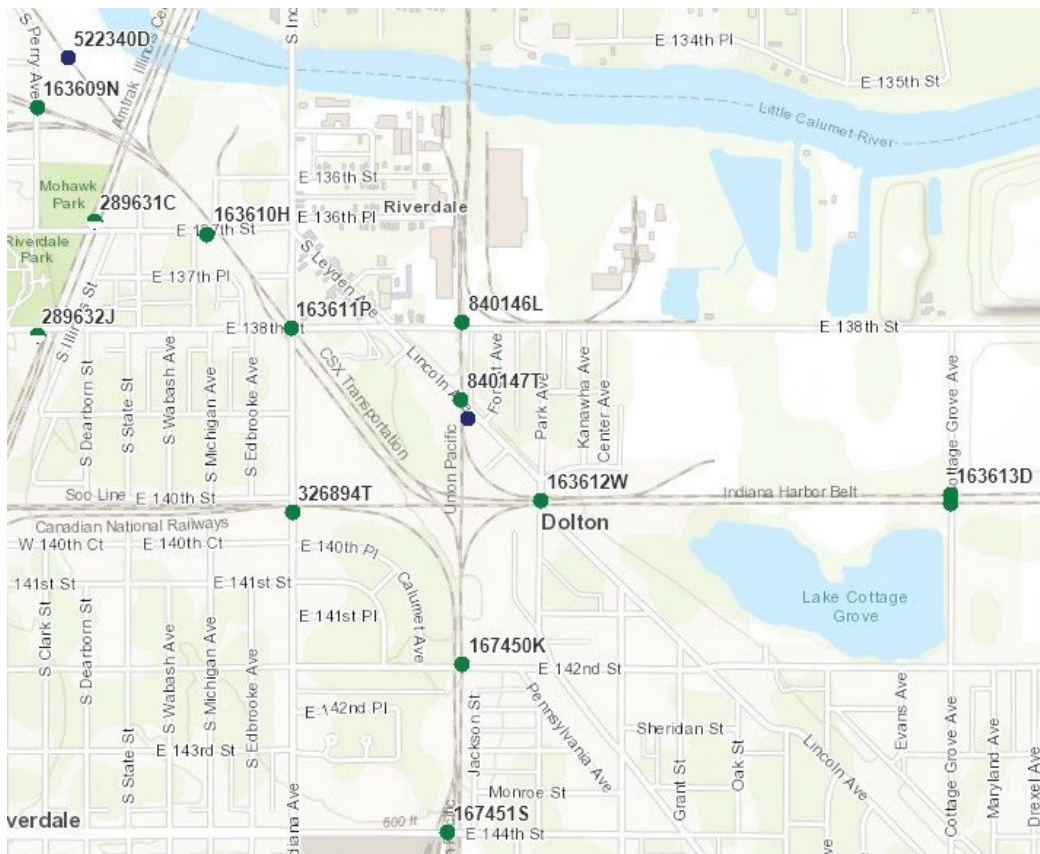 S Perry Ave
522340D
Amtrak Illinois Cen
S Ind
E 134th Pl
E 135th St
163609N
Little Calumet River
Mohawk
Park
E 136th St
289631C
163610H
E 136th Pl
Riverdale
E 137th St
Riverdale
Park
S Leyden Ave
E 137th Pl
289632J
S Illinois St
163611P
840146L
E 138th St
E 138th St
CSX Transportation
Lincoln Ave
840147T
Forest Ave
Park Ave
Kanawha Ave
Center Ave
S Dearborn St
S State St
S Wabash Ave
S Michigan Ave
S Edbrooke Ave
Union Pacific
Cottage Grove Ave
Soo Line
E 140th St
326894T
163612W
Indiana Harbor Belt
163613D
Canadian National Railways
Dolton
W 140th Ct
E 140th Ct
E 140th Pl
141st St
E 141st St
E 141st Pl
Calumet Ave
Lake Cottage
Grove
S Clark St
S Dearborn St
S Wabash Ave
S Michigan Ave
S Edbrooke Ave
167450K
E 142nd St
E 142nd Pl
Pennsylvania Ave
Sheridan St
Evans Ave
E 143rd St
Jackson St
Grant St
Oak St
Lincoln Ave
Cottage Grove Ave
Maryland Ave
Drexel Ave
S State St
Monroe St
verdale
diana Ave
600 ft
167451S
n Pacific
E 144th St